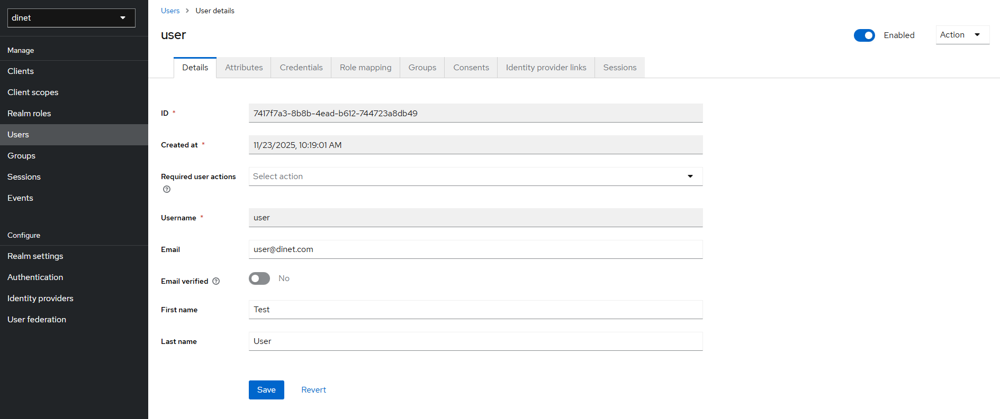 dinet
Manage
Clients
Client scopes
Realm roles
Users
Groups
Sessions
Events
Configure
Realm settings
Authentication
Identity providers
User federation
Users > User details
user
Enabled
Action
Details Attributes Credentials Role mapping Groups Consents Identity provider links Sessions
ID * 7417f7a3-8b8b-4ead-b612-744723a8db49
Created at * 11/23/2025, 10:19:01 AM
Required user actions Select action
Username * user
Email user@dinet.com
Email verified No
First name Test
Last name User
Save Revert